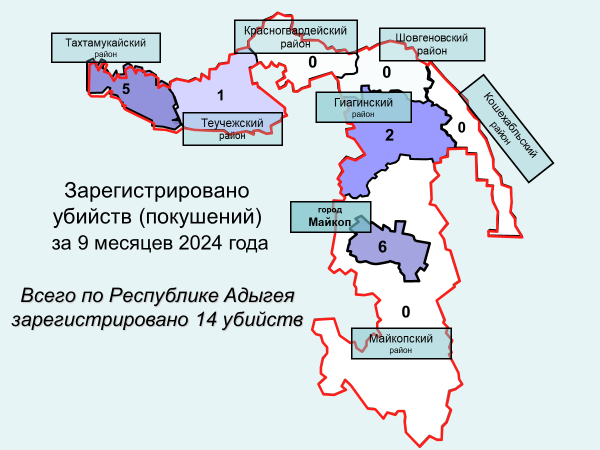 Красногвардейский
район
Тахтамукайский
район
Шовгеновский
район
0
0
5
1
Гиагинский
район
Кошехабльский
район
Теучежский
район
2
0
Зарегистрировано
убийств (покушений)
за 9 месяцев 2024 года
город
Майкоп
6
Всего по Республике Адыгея
зарегистрировано 14 убийств
0
Майкопский
район